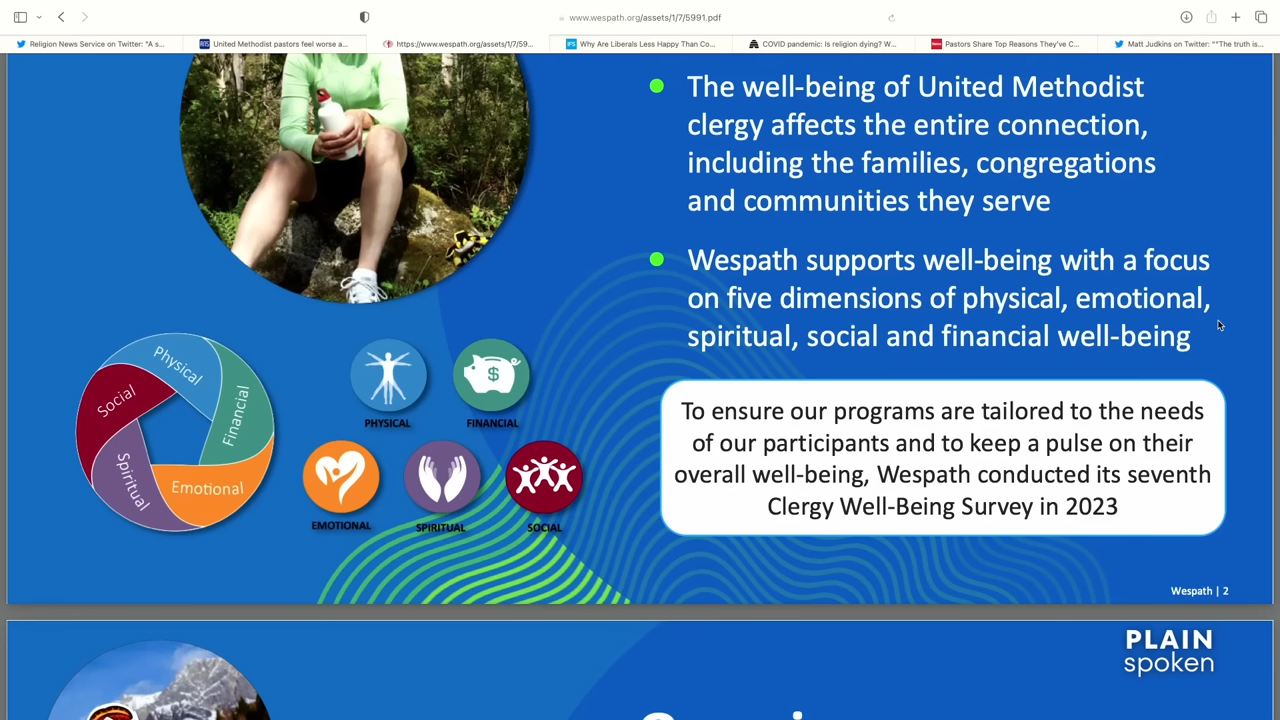 www.wespath.org/assets/1/7/5991.pdf
Religion News Service on Twitter: "A s...
United Methodist pastors feel worse a...
https://www.wespath.org/assets/1/7/59...
Why Are Liberals Less Happy Than Co...
COVID pandemic: Is religion dying? W...
Pastors Share Top Reasons They've C...
Matt Judkins on Twitter: ""The truth is...
The well-being of United Methodist
clergy affects the entire connection,
including the families, congregations
and communities they serve
Wespath supports well-being with a focus
on five dimensions of physical, emotional,
spiritual, social and financial well-being
Physical
Financial
Emotional
Spiritual
Social
$
PHYSICAL
FINANCIAL
EMOTIONAL
SPIRITUAL
SOCIAL
To ensure our programs are tailored to the needs
of our participants and to keep a pulse on their
overall well-being, Wespath conducted its seventh
Clergy Well-Being Survey in 2023
Wespath | 2
PLAIN
spoken